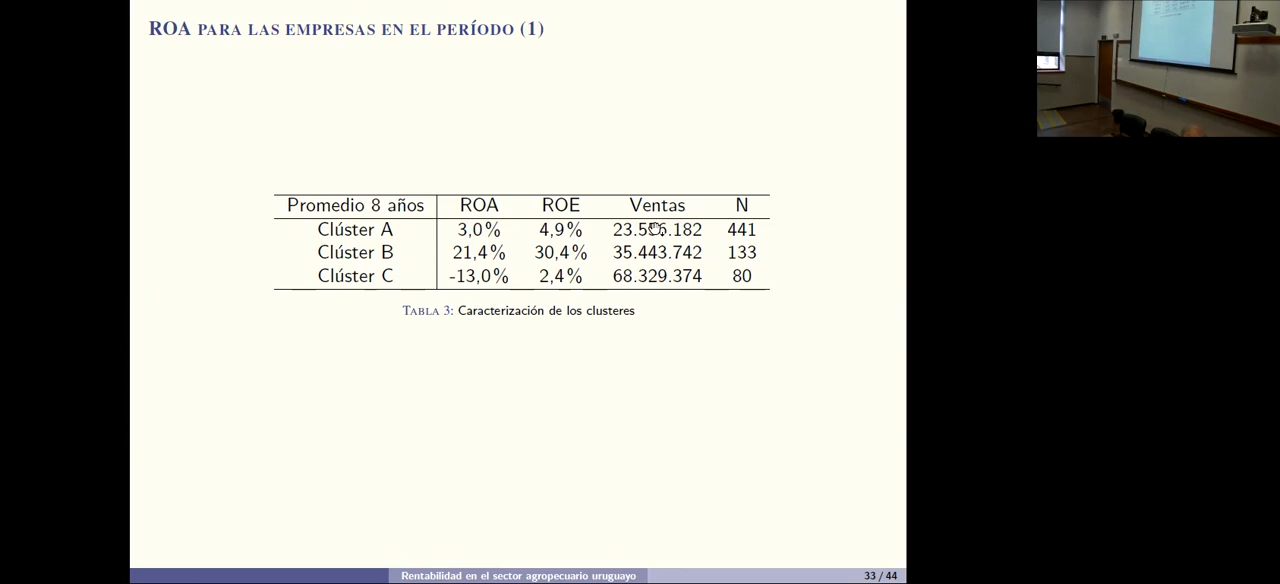 ROA PARA LAS EMPRESAS EN EL PERÍODO (1)
Promedio 8 años ROA ROE Ventas N
Clúster A 3,0% 4,9% 441
Clúster B 21,4% 30,4% 35.443.742 133
Clúster C -13,0% 2,4% 68.329.374 80
TABLA 3: Caracterización de los clusteres
Rentabilidad en el sector agropecuario uruguayo 33 / 44